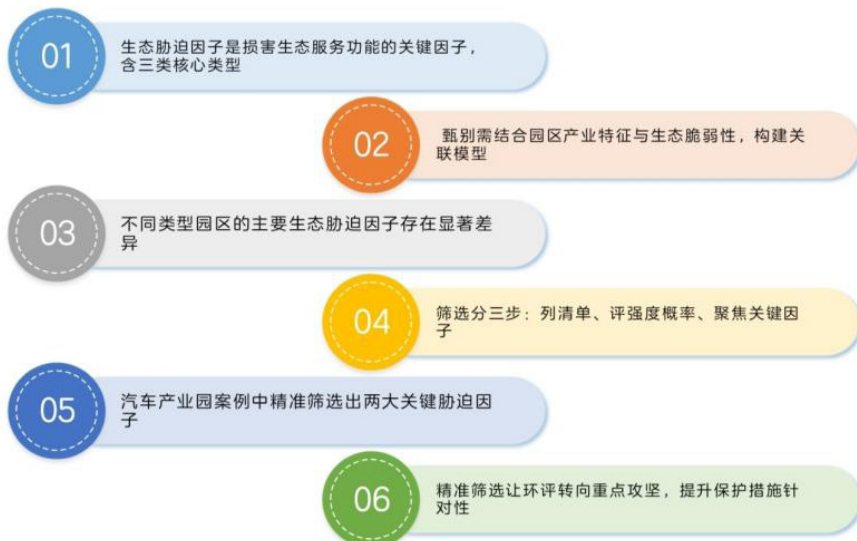 01
生态胁迫因子是损害生态服务功能的关键因子，
含三类核心类型
02
甄别需结合园区产业特征与生态脆弱性，构建关
联模型
03
不同类型园区的主要生态胁迫因子存在显著差
异
04
筛选分三步：列清单、评强度概率、聚焦关键因
子
05
汽车产业园案例中精准筛选出两大关键胁迫因
子
06
精准筛选让环评转向重点攻坚，提升保护措施针
对性